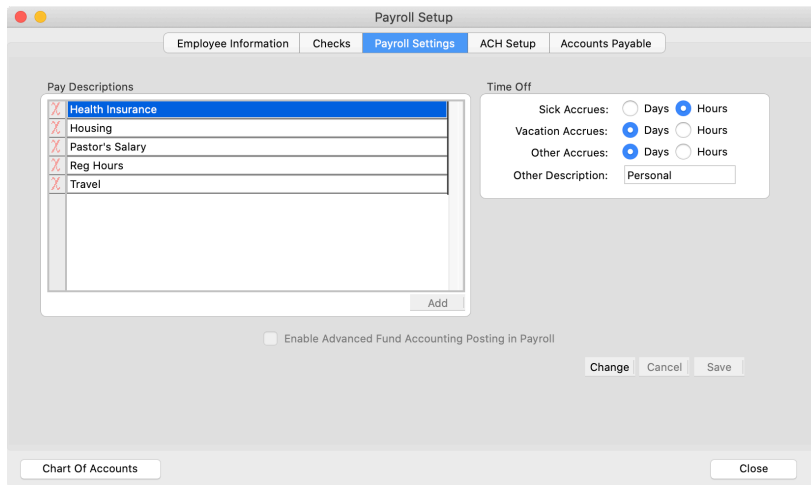 Payroll Setup
Employee Information Checks Payroll Settings ACH Setup Accounts Payable
Pay Descriptions
Health Insurance
Housing
Pastor's Salary
Reg Hours
Travel
Add
Time Off
Sick Accrues: Days Hours
Vacation Accrues: Days Hours
Other Accrues: Days Hours
Other Description: Personal
Enable Advanced Fund Accounting Posting in Payroll
Change Cancel Save
Chart Of Accounts Close